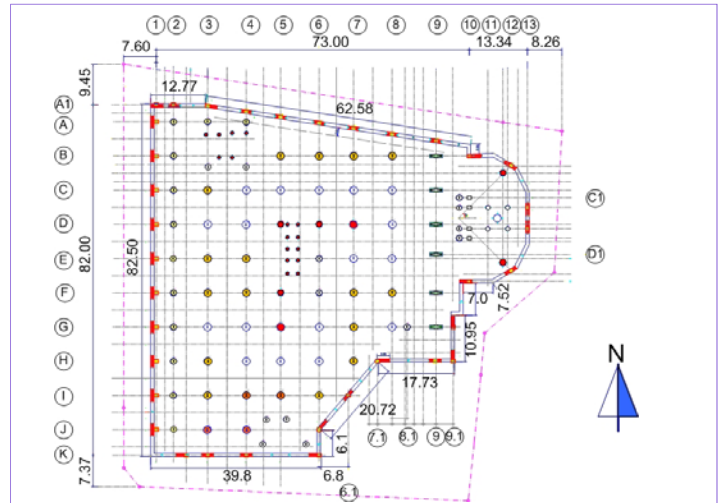 1 2 3 4 5 6 7 8 9 10 11 12 13
7.60 73.00 13.34 8.26
9.45
12.77
62.58
A1
A
B
C
C1
D
D1
E
82.00
82.50
F
7.0
7.52
G
10.95
H
17.73
N
I
20.72
J
6.1
7.1 8.1 9 9.1
K
7.37
39.8 6.8
6.1